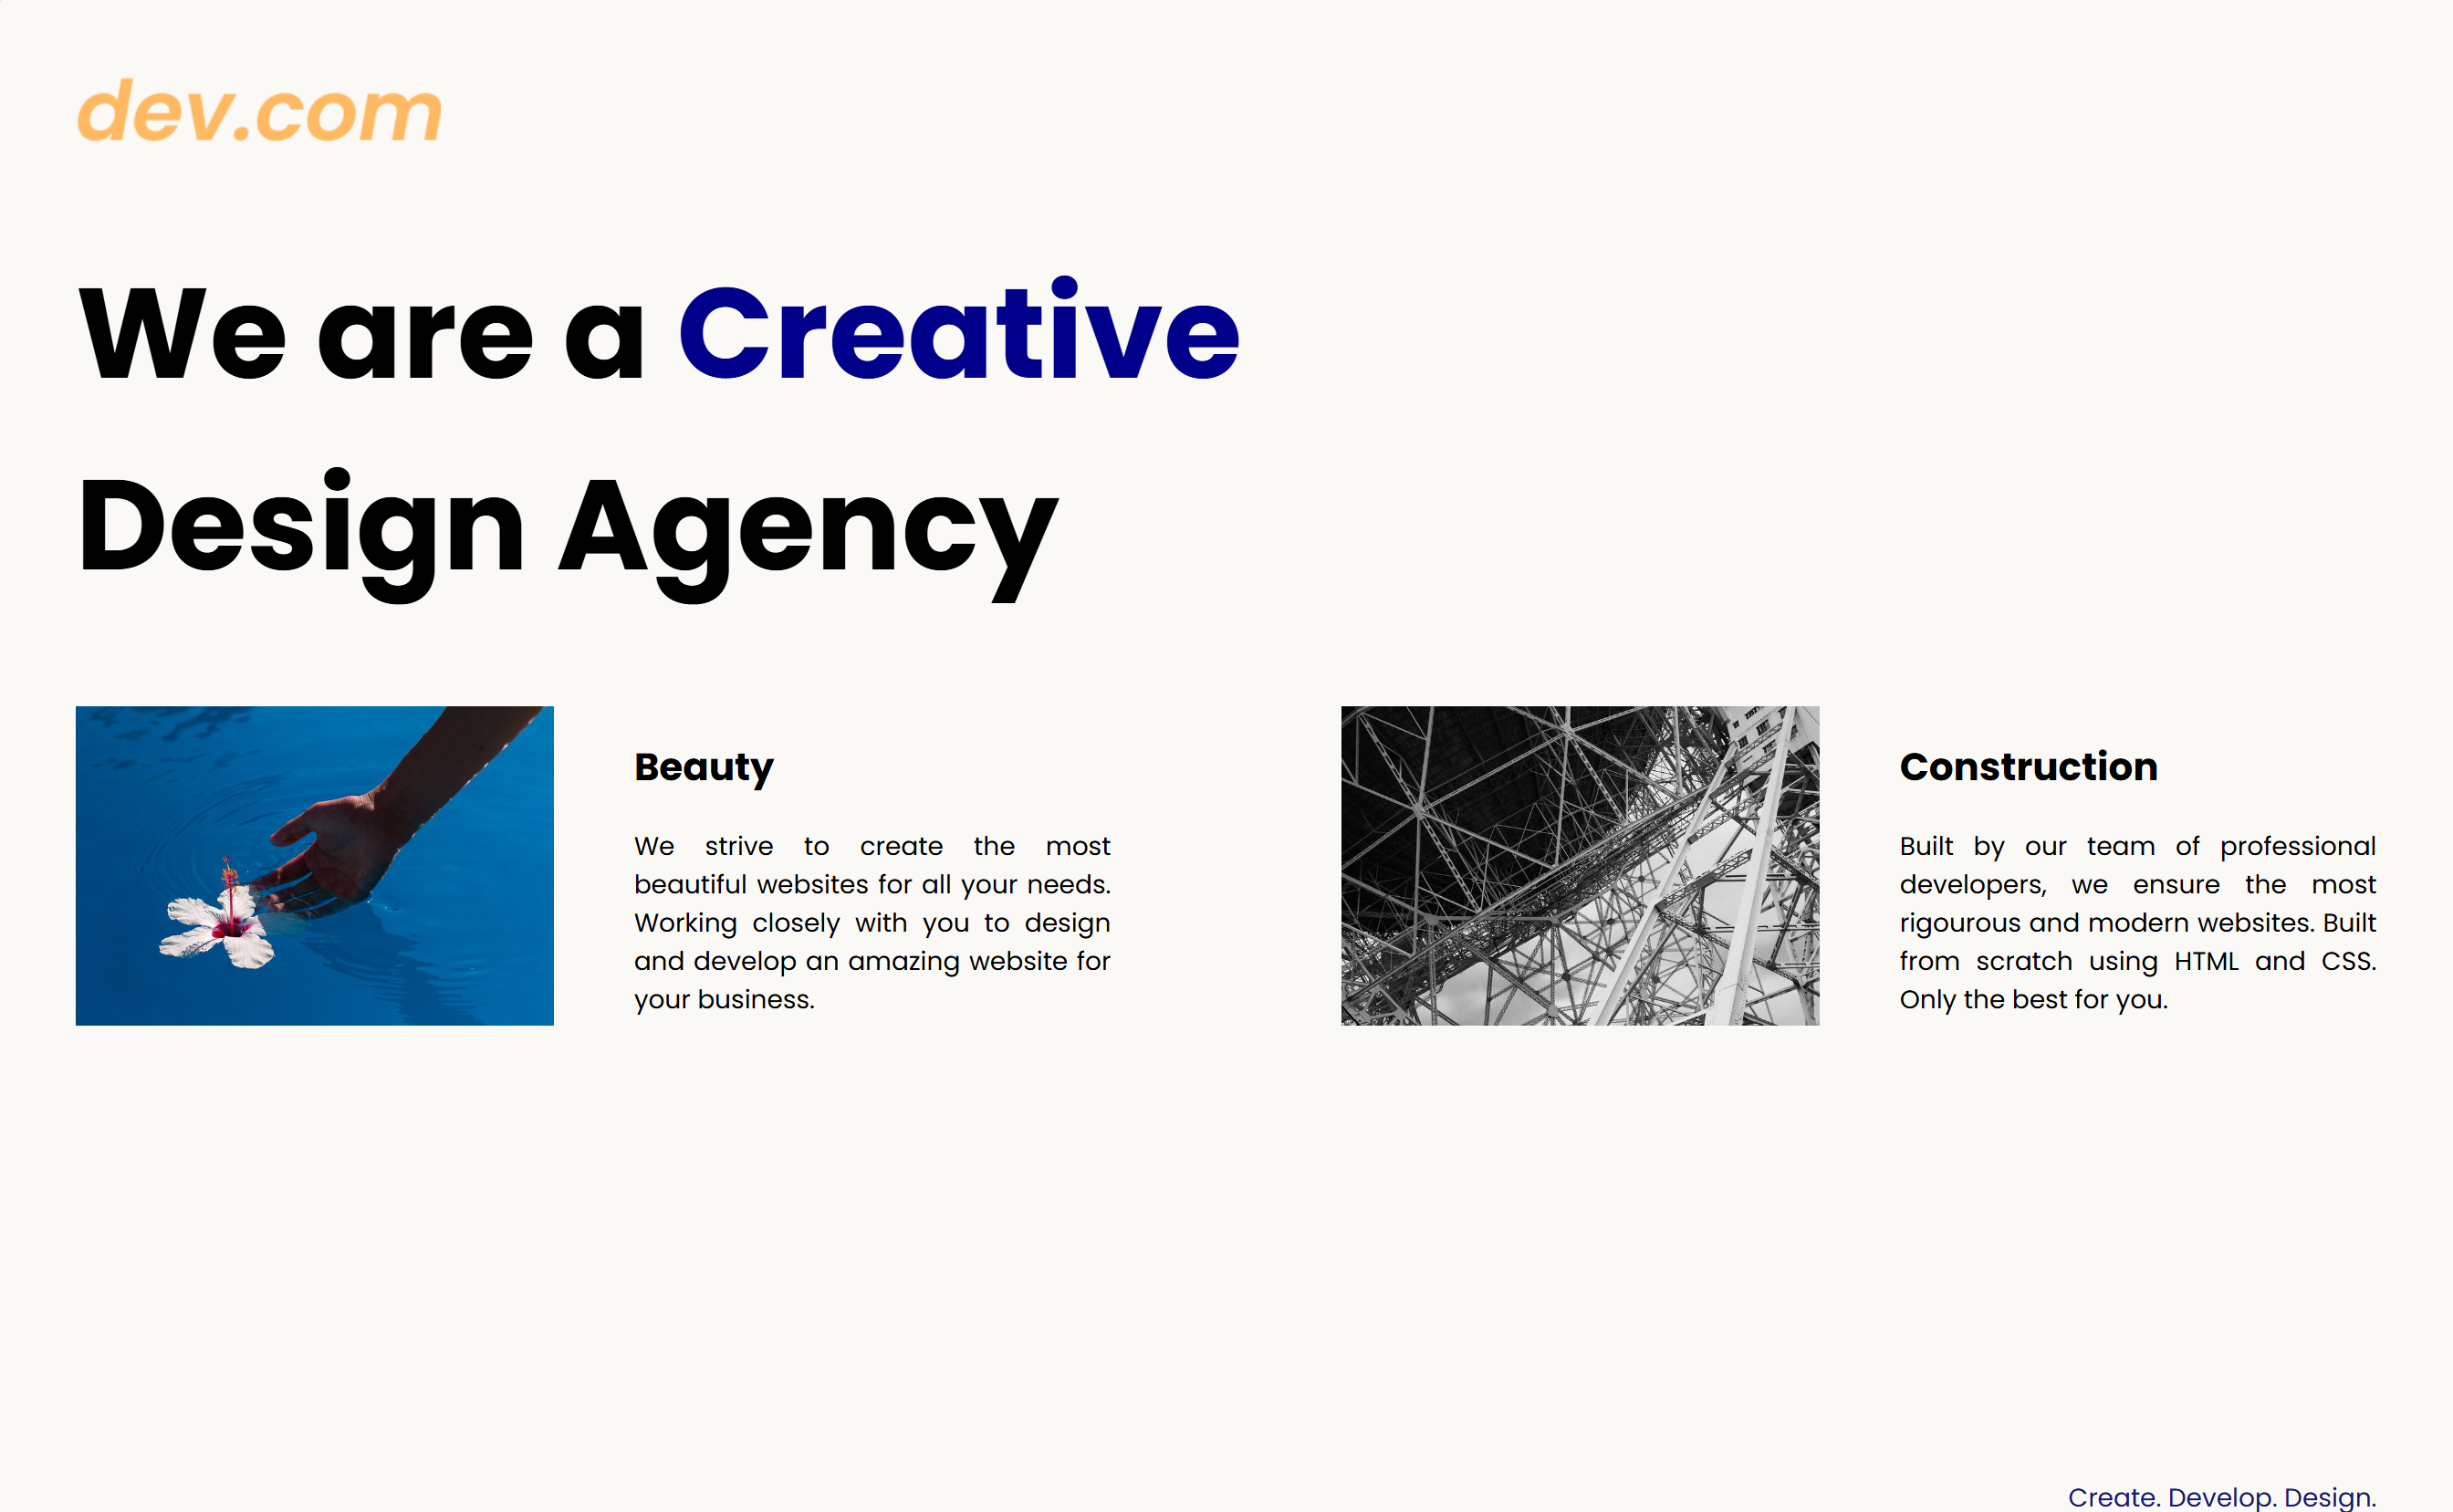 dev.com
We are a Creative
Design Agency
Beauty
We strive to create the most
beautiful websites for all your needs.
Working closely with you to design
and develop an amazing website for
your business.
Construction
Built by our team of professional
developers, we ensure the most
rigourous and modern websites. Built
from scratch using HTML and CSS.
Only the best for you.
Create. Develop. Design.